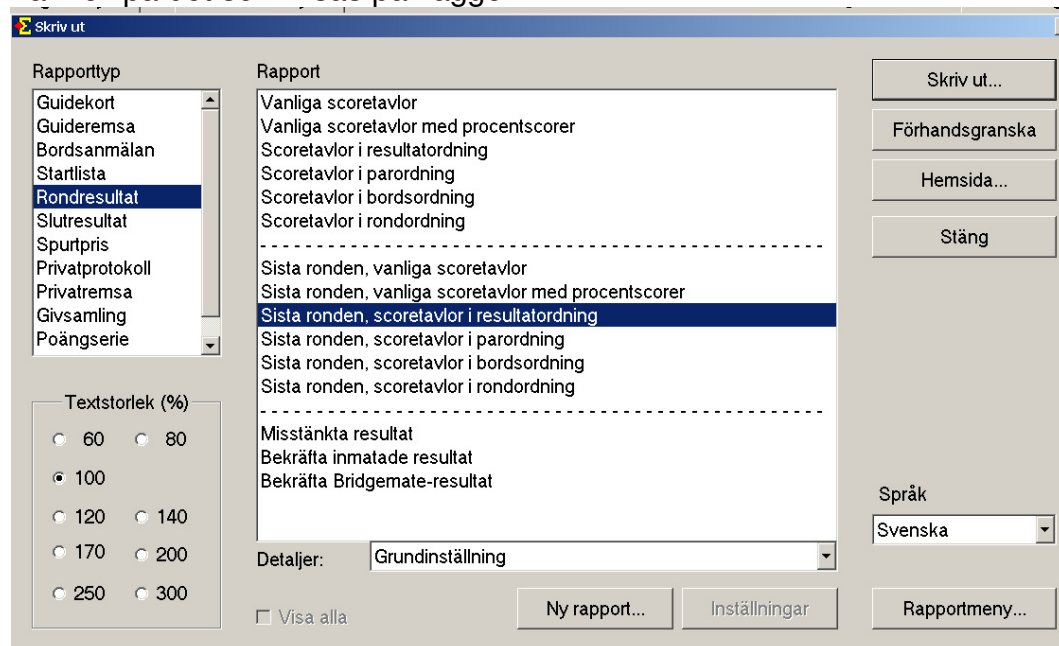 Skriv ut
Rapporttyp
Guidekort
Guideremsa
Bordsanmälan
Startlista
Rondresultat
Slutresultat
Spurtpris
Privatprotokoll
Privatremsa
Givsamling
Poängserie
Textstorlek (%)
60 80
100
120 140
170 200
250 300
Rapport
Vanliga scoretavlor
Vanliga scoretavlor med procentscorer
Scoretavlor i resultatordning
Scoretavlor i parordning
Scoretavlor i bordsordning
Scoretavlor i rondordning
Sista ronden, vanliga scoretavlor
Sista ronden, vanliga scoretavlor med procentscorer
Sista ronden, scoretavlor i resultatordning
Sista ronden, scoretavlor i parordning
Sista ronden, scoretavlor i bordsordning
Sista ronden, scoretavlor i rondordning
Misstänkta resultat
Bekräfta inmatade resultat
Bekräfta Bridgemate-resultat
Detaljer: Grundinställning
Visa alla
Ny rapport...
Inställningar
Skriv ut...
Förhandsgranska
Hemsida...
Stäng
Språk
Svenska
Rapportmeny...